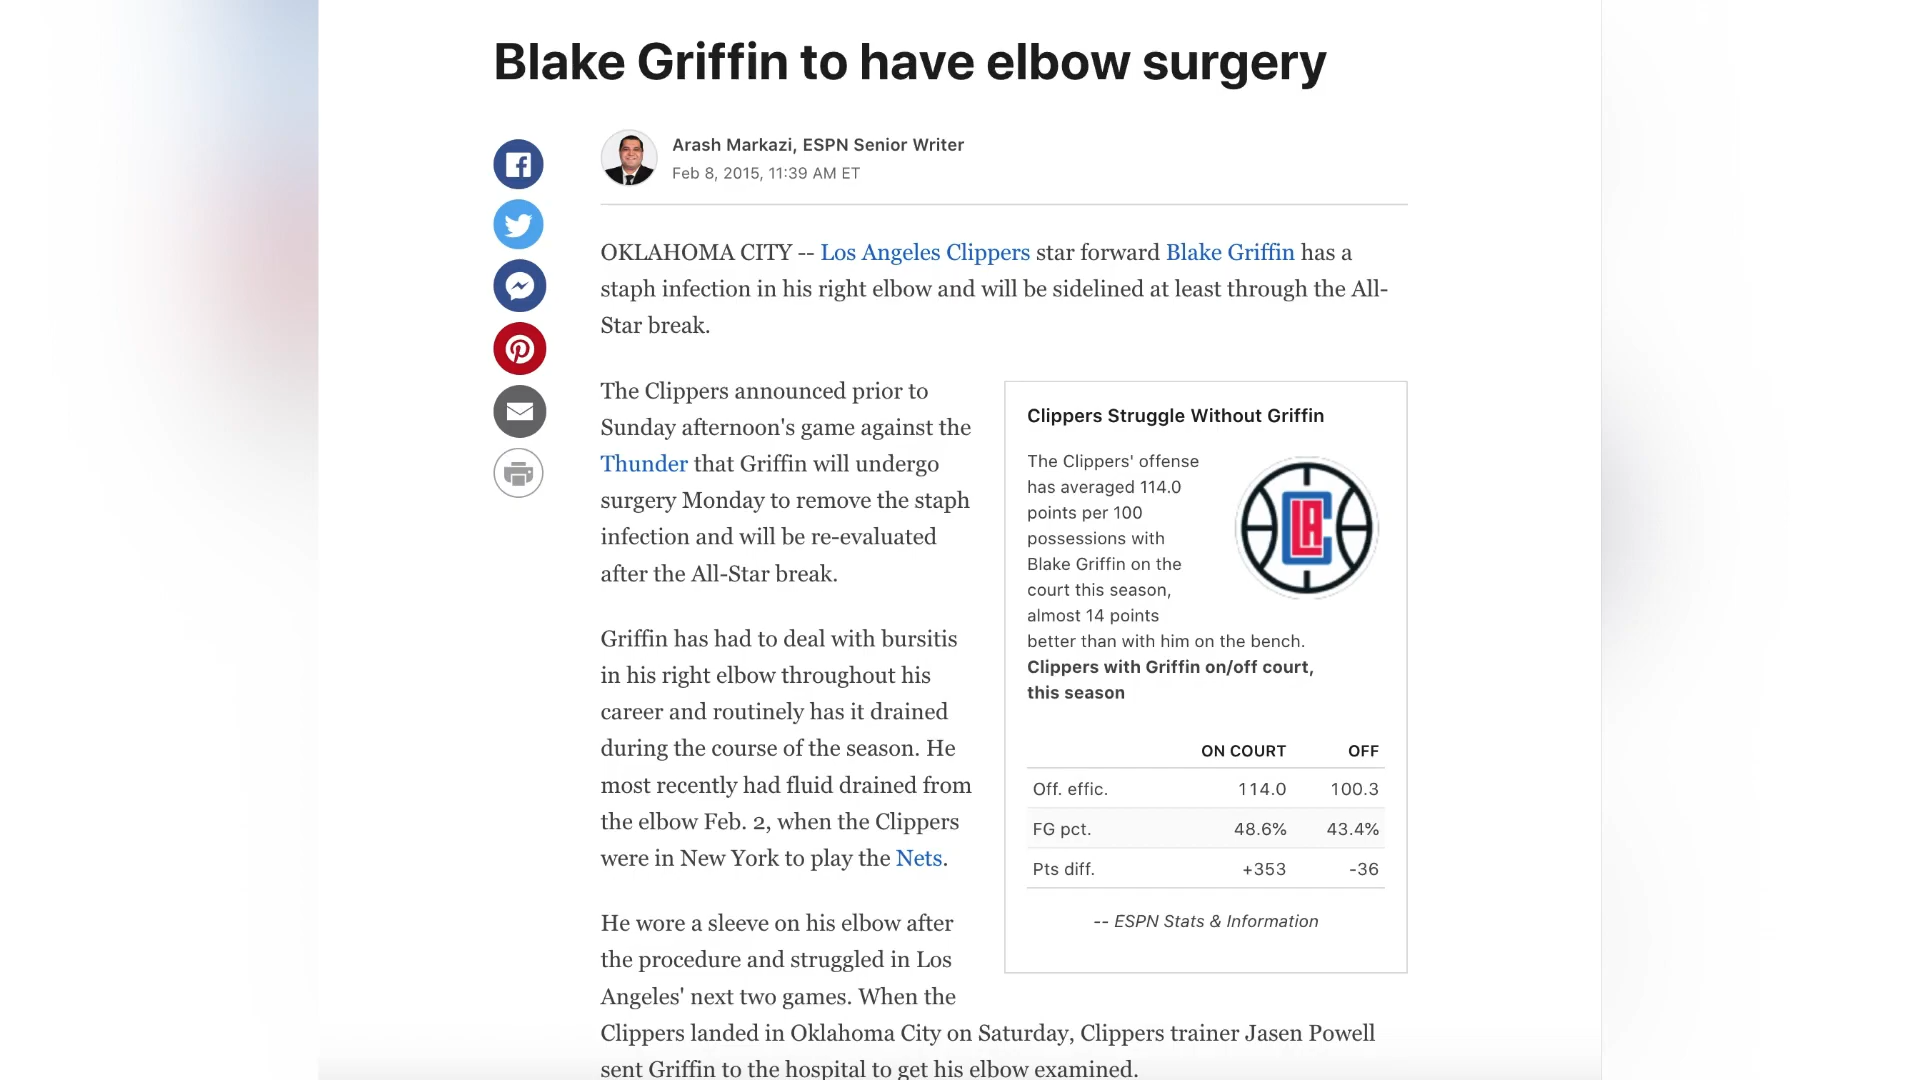 Blake Griffin to have elbow surgery
Arash Markazi, ESPN Senior Writer
Feb 8, 2015, 11:39 AM ET
OKLAHOMA CITY -- Los Angeles Clippers star forward Blake Griffin has a
staph infection in his right elbow and will be sidelined at least through the All-
Star break.
The Clippers announced prior to
Sunday afternoon's game against the
Thunder that Griffin will undergo
surgery Monday to remove the staph
infection and will be re-evaluated
after the All-Star break.
Griffin has had to deal with bursitis
in his right elbow throughout his
career and routinely has it drained
during the course of the season. He
most recently had fluid drained from
the elbow Feb. 2, when the Clippers
were in New York to play the Nets.
He wore a sleeve on his elbow after
the procedure and struggled in Los
Angeles' next two games. When the
Clippers landed in Oklahoma City on Saturday, Clippers trainer Jasen Powell
sent Griffin to the hospital to get his elbow examined.
Clippers Struggle Without Griffin
The Clippers' offense
has averaged 114.0
points per 100
possessions with
Blake Griffin on the
court this season,
almost 14 points
better than with him on the bench.
Clippers with Griffin on/off court,
this season
LAC
ON COURT OFF
Off. effic. 114.0 100.3
FG pct. 48.6% 43.4%
Pts diff. +353 -36
-- ESPN Stats & Information